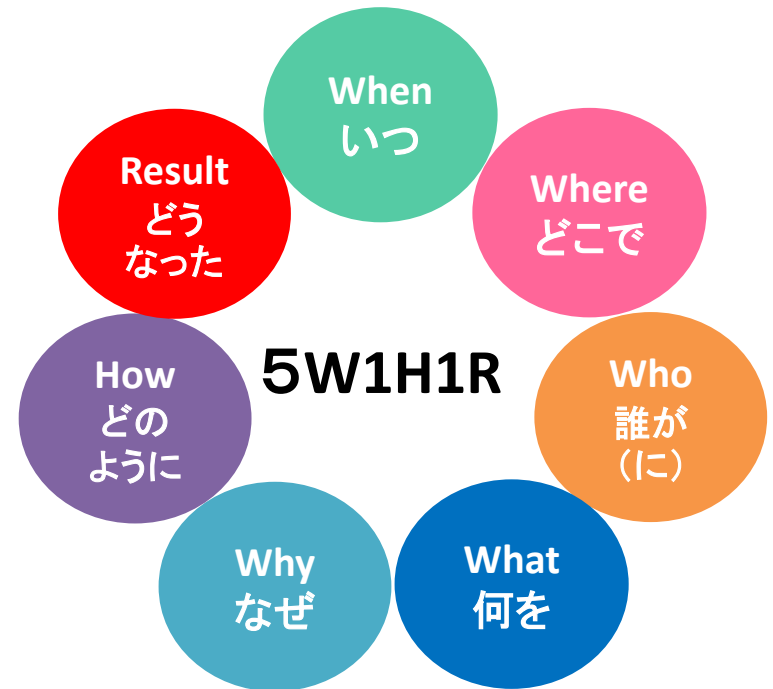 When
いつ
Where
どこで
Who
誰が
(に)
What
何を
Why
なぜ
How
どの
ように
Result
どう
なった
５W1H1R